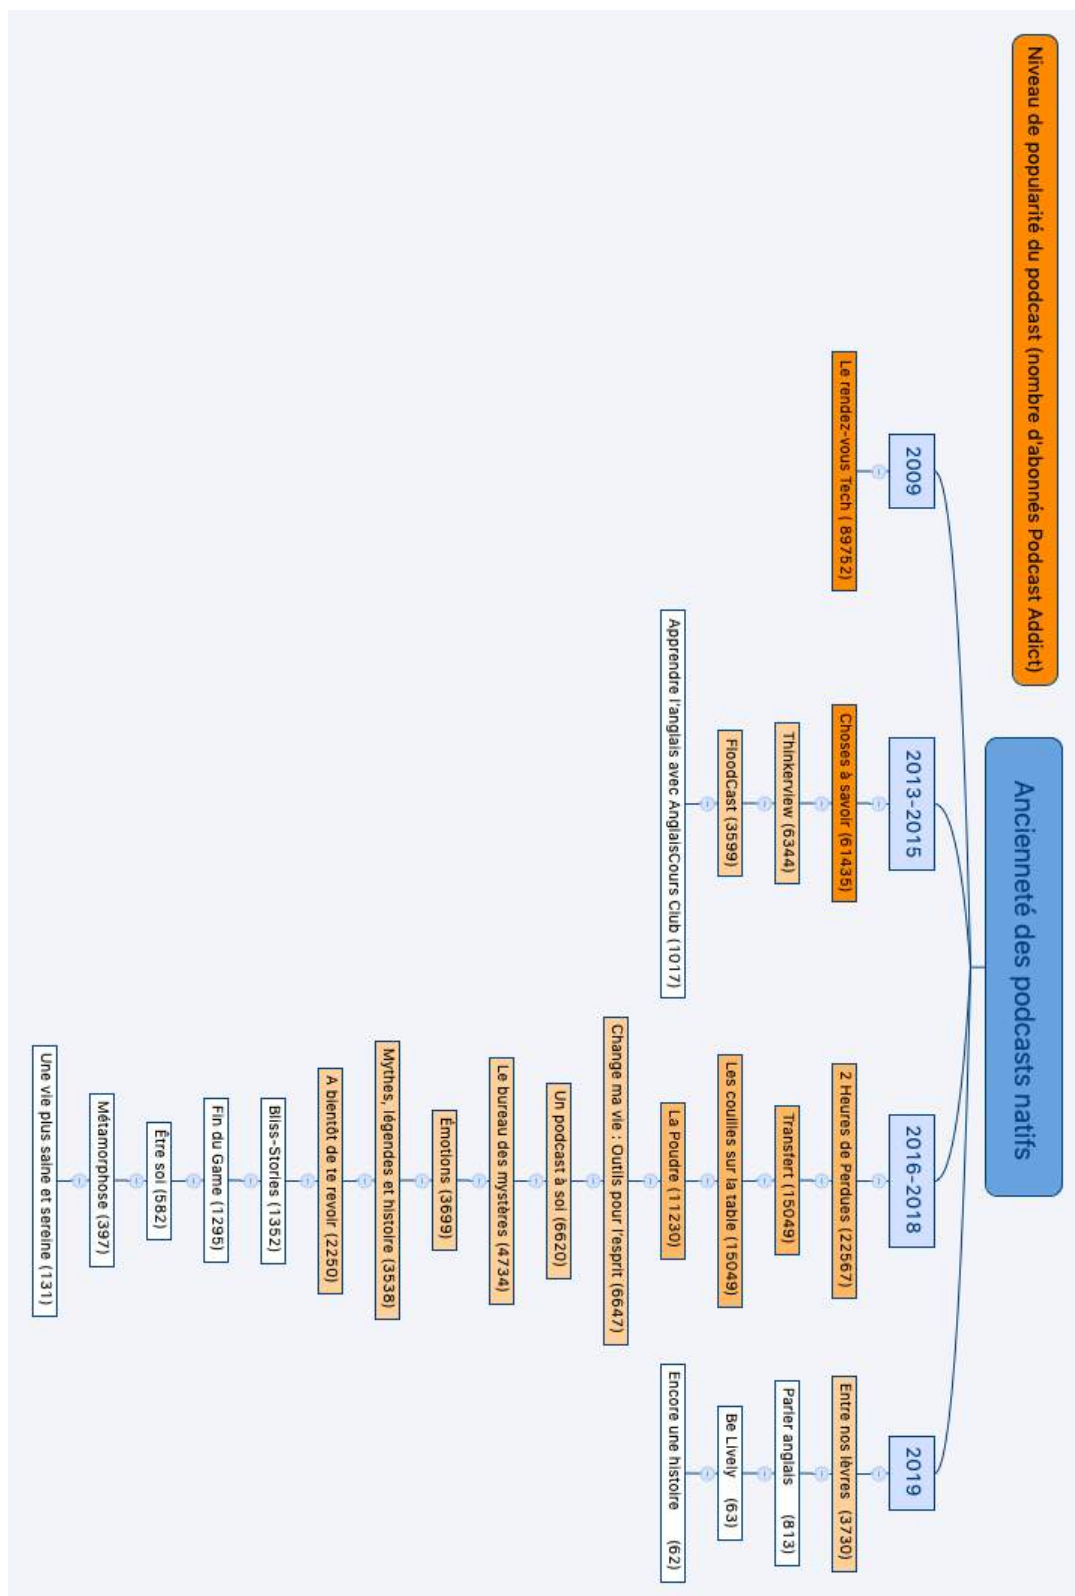 Niveau de popularité du podcast (nombre d'abonnés Podcast Addict)
Ancienneté des podcasts natifs
2009
Le rendez-vous Tech ( 89752)
2013-2015
Choses à savoir (61435)
Thinkerview (6344)
FloodCast (3599)
Apprendre l'anglais avec AnglaisCours Club (1017)
2016-2018
2 Heures de Perdues (22567)
Transfert (15049)
Les couilles sur la table (15049)
La Poudre (11230)
Change ma vie : Outils pour l'esprit (6647)
Un podcast à soi (6620)
Le bureau des mystères (4734)
Émotions (3699)
Mythes, légendes et histoire (3538)
A bientôt de te revoir (2250)
Bliss-Stories (1352)
Fin du Game (1295)
Être soi (582)
Métamorphose (397)
Une vie plus saine et sereine (131)
2019
Entre nos lèvres (3730)
Parler anglais (813)
Be Lively (63)
Encore une histoire (62)